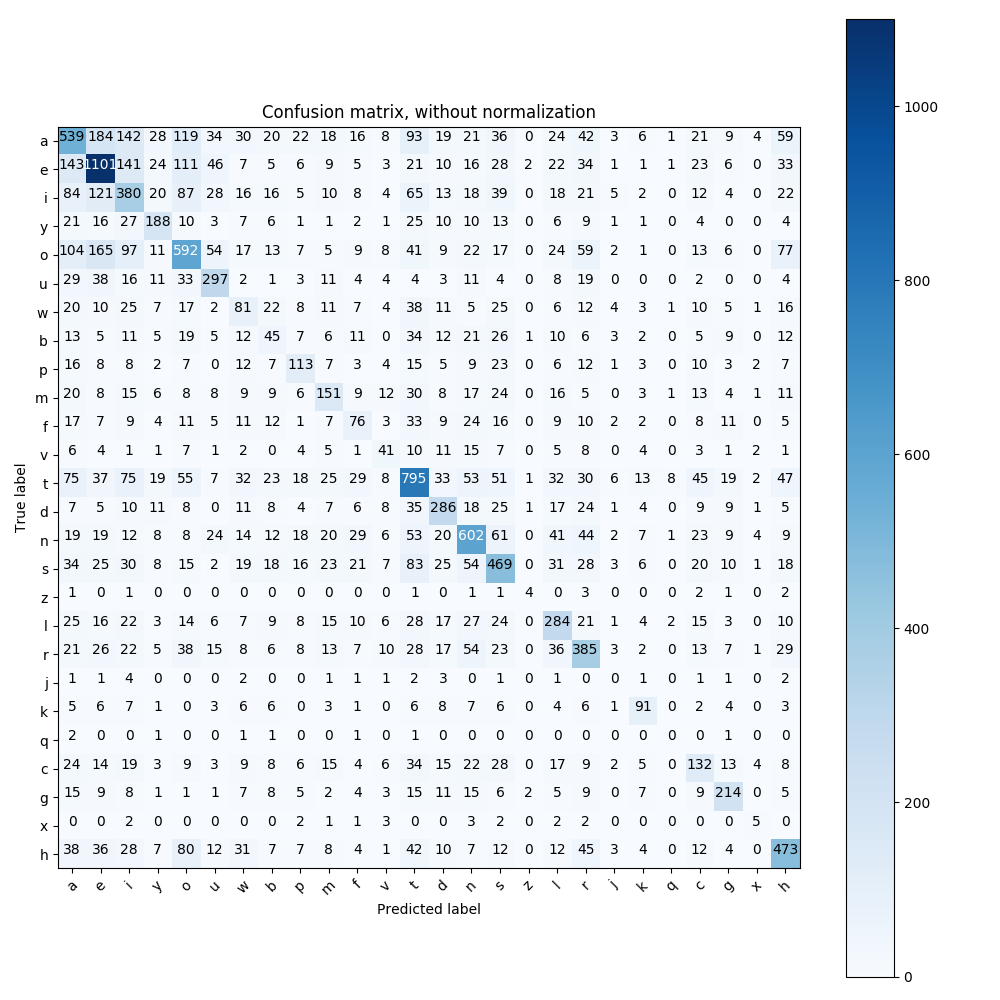 Confusion matrix, without normalization
a 539 184 142 28 119 34 30 20 22 18 16 8 93 19 21 36 1 24 42 3 6 1 21 9 4 59
e 143 1101 141 24 111 46 7 5 6 9 5 3 21 10 16 28 2 22 34 1 1 1 23 6 0 33
i 84 121 380 20 87 28 16 16 5 10 8 4 65 13 18 39 0 18 21 5 2 0 12 4 0 22
y 21 16 27 188 10 3 7 6 1 1 2 1 25 10 10 13 0 6 9 1 1 0 4 0 0 4
o 104 165 97 11 592 54 17 13 7 5 9 8 41 9 22 17 0 24 59 2 1 0 13 6 0 77
u 29 38 16 11 33 297 2 1 3 11 4 4 4 3 11 4 0 8 19 0 0 0 2 0 0 4
w 20 10 25 7 17 2 81 22 8 11 7 4 38 11 5 25 0 6 12 4 3 1 10 5 1 16
b 13 5 11 5 19 5 12 45 7 6 11 0 34 12 21 26 1 10 6 3 2 0 5 9 0 12
p 16 8 8 2 7 0 12 7 113 7 3 4 15 5 9 23 0 6 12 1 3 0 10 3 2 7
m 20 8 15 6 8 8 9 9 6 151 9 12 30 8 17 24 0 16 5 0 3 1 13 4 1 11
f 17 7 9 4 11 5 11 12 1 7 76 3 33 9 24 16 0 9 10 2 2 0 8 11 0 5
v 6 4 1 1 7 1 2 0 4 5 1 41 10 11 15 7 0 5 8 0 4 0 3 1 2 1
t 75 37 75 19 55 7 32 23 18 25 29 8 795 33 53 51 1 32 30 6 13 8 45 19 2 47
d 7 5 10 11 8 0 11 8 4 7 6 8 35 286 18 25 1 17 24 1 4 0 9 9 1 5
n 19 19 12 8 8 24 14 12 18 20 29 6 53 20 602 61 0 41 44 2 7 1 23 9 4 9
s 34 25 30 8 15 2 19 18 16 23 21 7 83 25 54 469 0 31 28 3 6 0 20 10 1 18
z 1 0 1 0 0 0 0 0 0 0 0 0 1 0 1 1 4 0 3 0 0 0 2 1 0 2
l 25 16 22 3 14 6 7 9 8 15 10 6 28 17 27 24 0 284 21 1 4 2 15 3 0 10
r 21 26 22 5 38 15 8 6 8 13 7 10 28 17 54 23 0 36 385 3 2 0 13 7 1 29
j 1 1 4 0 0 0 2 0 0 1 1 1 2 3 0 1 0 1 0 0 1 0 1 1 0 2
k 5 6 7 1 0 3 6 6 0 3 1 0 6 8 7 6 0 4 6 1 91 0 2 4 0 3
q 2 0 0 1 0 0 1 1 0 0 1 0 1 0 0 0 0 0 0 0 0 0 0 1 0 0
c 24 14 19 3 9 3 9 8 6 15 4 6 34 15 22 28 0 17 9 2 5 0 132 13 4 8
g 15 9 8 1 1 1 7 8 5 2 4 3 15 11 15 6 2 5 9 0 7 0 9 214 0 5
x 0 0 2 0 0 0 0 0 2 1 1 3 0 0 3 2 0 2 2 0 0 0 0 0 5 0
h 38 36 28 7 80 12 31 7 7 8 4 1 42 10 7 12 0 12 45 3 4 0 12 4 0 473
a e i y o u w b p m f v t d n s z l r j k q c g x h
Predicted label
True label
1000
800
600
400
200
0